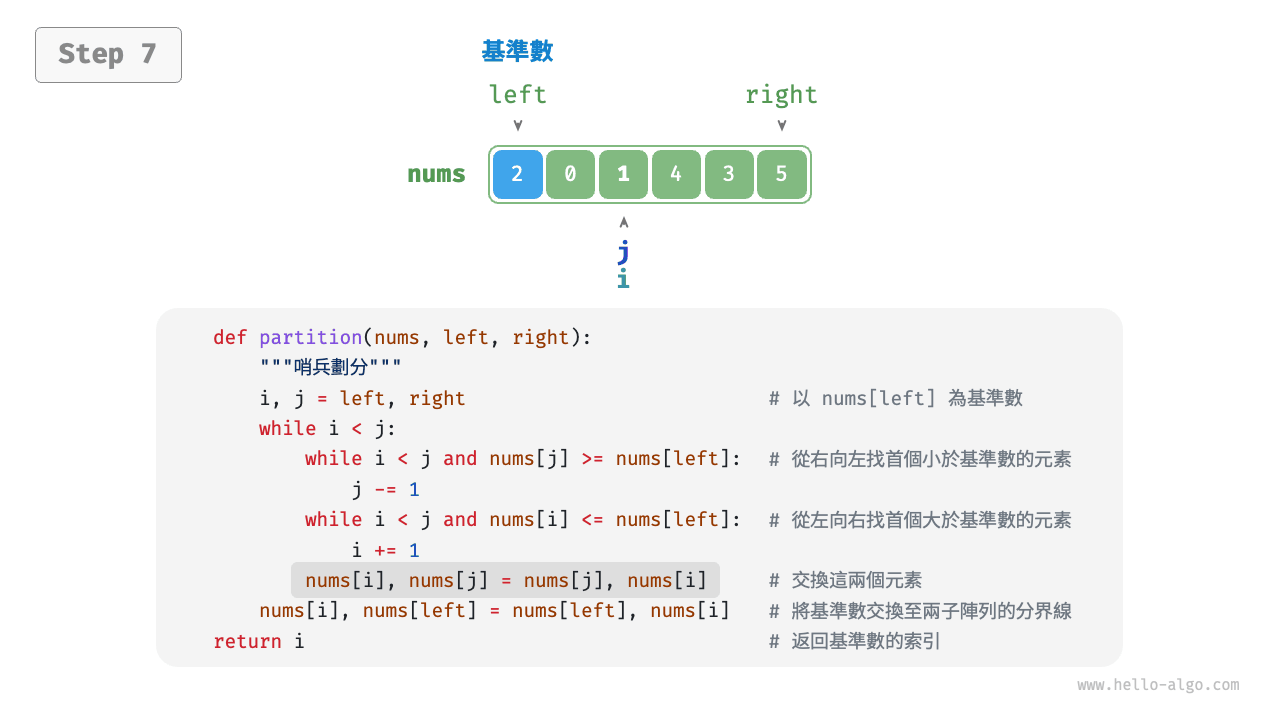 Step 7
基準數
left right
nums 2 0 1 4 3 5
j
i
def partition(nums, left, right):
"""哨兵劃分"""
i, j = left, right # 以 nums[left] 為基準數
while i < j:
while i < j and nums[j] >= nums[left]: # 從右向左找首個小於基準數的元素
j -= 1
while i < j and nums[i] <= nums[left]: # 從左向右找首個大於基準數的元素
i += 1
nums[i], nums[j] = nums[j], nums[i] # 交換這兩個元素
nums[i], nums[left] = nums[left], nums[i] # 將基準數交換至兩子陣列的分界線
return i # 返回基準數的索引
www.hello-algo.com